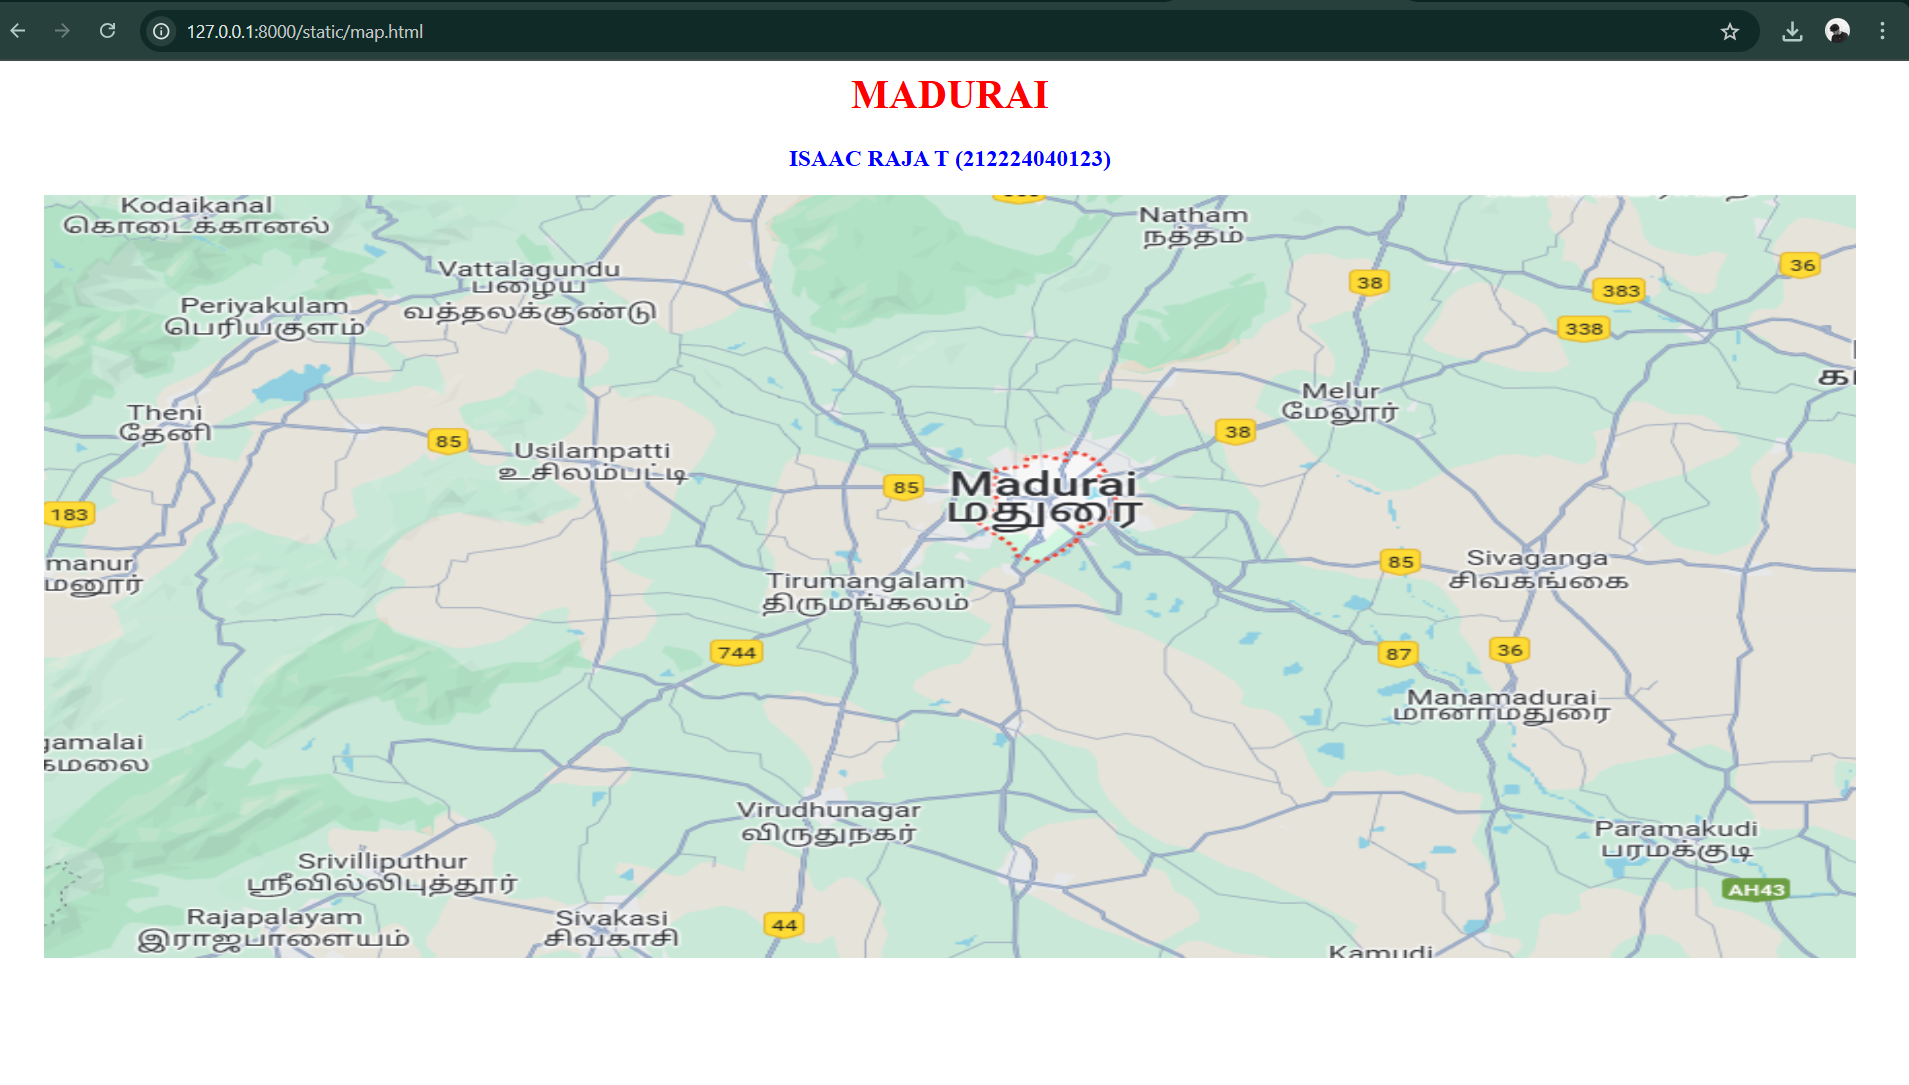 127.0.0.1:8000/static/map.html
MADURAI
ISAAC RAJA T (212224040123)
Kodaikanal
கொடைக்கானல்
Natham
நத்தம்
Vattalagundu
பழைய
வத்தலக்குண்டு
36
38
383
Periyakulam
பெரியகுளம்
338
Melur
மேலூர்
Theni
தேனி
85
38
Usilampatti
உசிலம்பட்டி
85
Madurai
மதுரை
183
manur
மனூர்
85
Sivaganga
சிவகங்கை
Tirumangalam
திருமங்கலம்
744
87
36
Manamadurai
மானாமதுரை
gamalai
கமலை
Virudhunagar
விருதுநகர்
Paramakudi
பரமக்குடி
Srivilliputhur
ஸ்ரீவில்லிபுத்தூர்
AH43
Rajapalayam
இராஜபாளையம்
Sivakasi
சிவகாசி
44
Kamudi